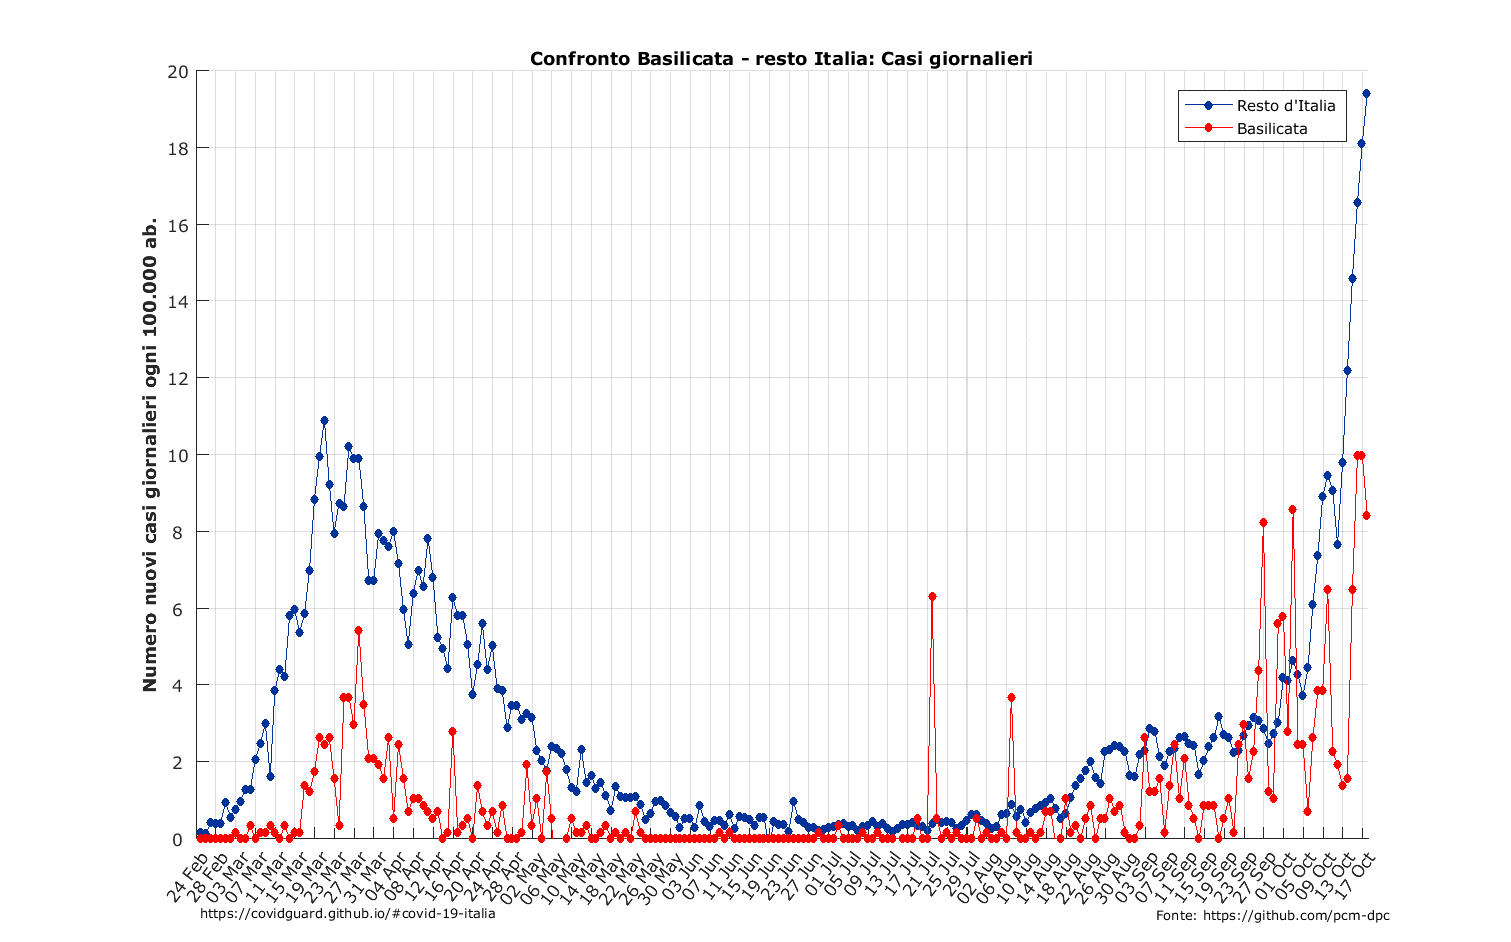 Confronto Basilicata - resto Italia: Casi giornalieri
Resto d'Italia
Basilicata
Numero nuovi casi giornalieri ogni 100.000 ab.
20
18
16
14
12
10
8
6
4
2
0
24 Feb
28 Feb
03 Mar
07 Mar
11 Mar
15 Mar
19 Mar
23 Mar
27 Mar
31 Mar
04 Apr
08 Apr
12 Apr
16 Apr
20 Apr
24 Apr
28 Apr
02 May
06 May
10 May
14 May
18 May
22 May
26 May
30 May
03 Jun
07 Jun
11 Jun
15 Jun
19 Jun
23 Jun
27 Jun
01 Jul
05 Jul
09 Jul
13 Jul
17 Jul
21 Jul
25 Jul
29 Jul
02 Aug
06 Aug
10 Aug
14 Aug
18 Aug
22 Aug
26 Aug
30 Aug
03 Sep
07 Sep
11 Sep
15 Sep
19 Sep
23 Sep
27 Sep
01 Oct
05 Oct
09 Oct
13 Oct
17 Oct
https://covidguard.github.io/#covid-19-italia
Fonte: https://github.com/pcm-dpc